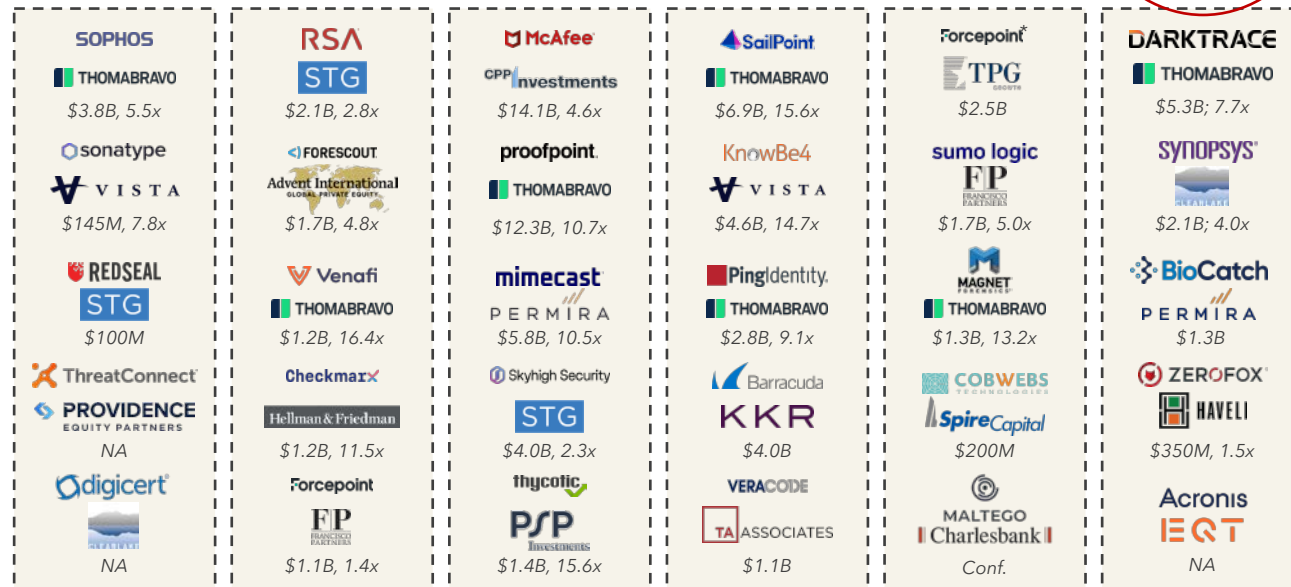 SOPHOS
THOMABRAVO
$3.8B, 5.5x
sonatype
VISTA
$145M, 7.8x
REDSEAL
STG
$100M
ThreatConnect
PROVIDENCE
EQUITY PARTNERS
NA
digicert
CLEARLAKE
NA
RSA
STG
$2.1B, 2.8x
FORESCOUT
Advent International
GLOBAL PRIVATE EQUITY
$1.7B, 4.8x
Venafi
THOMABRAVO
$1.2B, 16.4x
Checkmarx
Hellman & Friedman
$1.2B, 11.5x
Forcepoint
FP
FRANCISCO
PARTNERS
$1.1B, 1.4x
McAfee
CPP Investments
$14.1B, 4.6x
proofpoint.
THOMABRAVO
$12.3B, 10.7x
mimecast
PERMIRA
$5.8B, 10.5x
Skyhigh Security
STG
$4.0B, 2.3x
thycotic
PSP
Investments
$1.4B, 15.6x
SailPoint
THOMABRAVO
$6.9B, 15.6x
KnowBe4
VISTA
$4.6B, 14.7x
PingIdentity.
THOMABRAVO
$2.8B, 9.1x
Barracuda
KKR
$4.0B
VERACODE
TA ASSOCIATES
$1.1B
Forcepoint*
TPG
GROWTH
$2.5B
sumo logic
FP
FRANCISCO
PARTNERS
$1.7B, 5.0x
MAGNET
FORENSICS
THOMABRAVO
$1.3B, 13.2x
COBWEBS
TECHNOLOGIES
Spire Capital
$200M
MALTEGO
Charlesbank
Conf.
DARKTRACE
THOMABRAVO
$5.3B; 7.7x
SYNOPSYS®
CLEARLAKE
$2.1B; 4.0x
BioCatch
PERMIRA
$1.3B
ZEROFOX
HAVELI
$350M, 1.5x
Acronis
EQT
NA